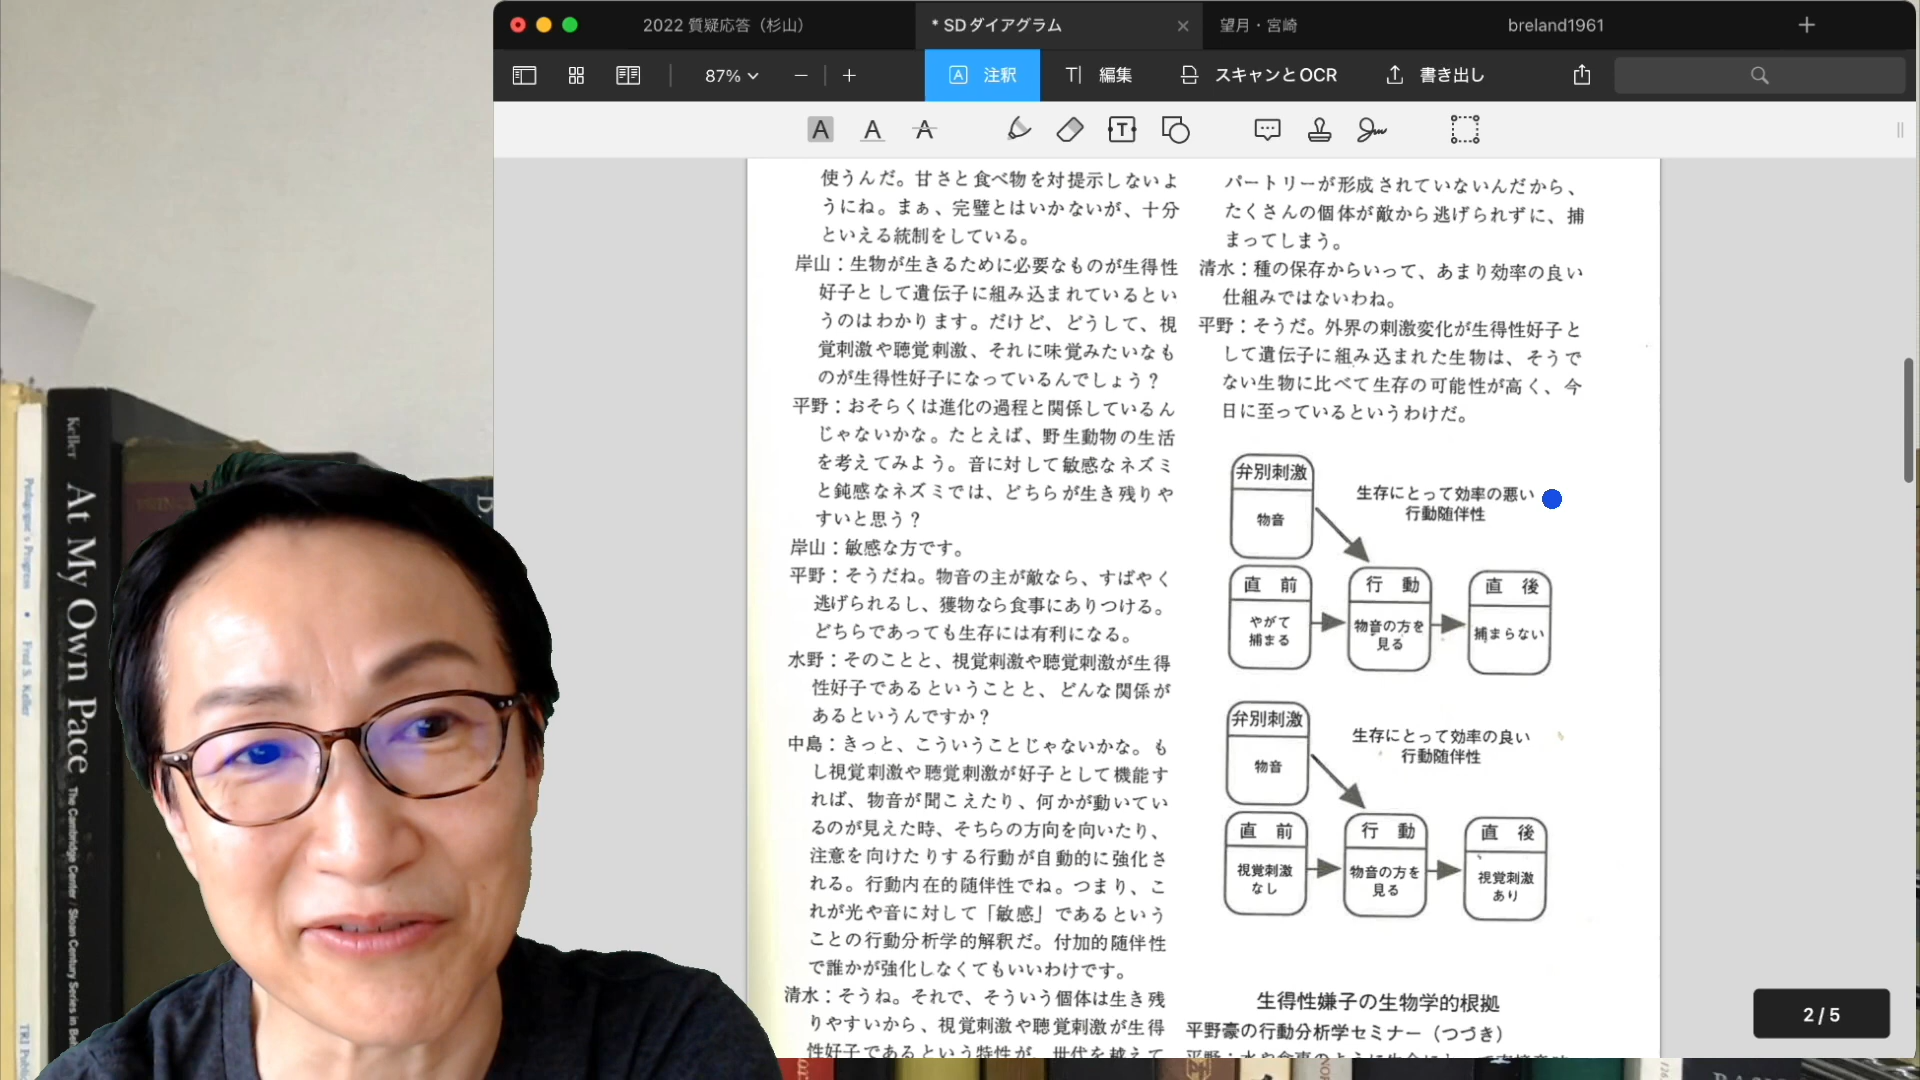 2022 質疑応答（杉山）
* SDダイアグラム
望月・宮崎
breland1961
87%
注釈
編集
スキャンとOCR
書き出し
使うんだ。甘さと食べ物を対提示しないよ
うにね。まぁ、完璧とはいかないが、十分
といえる統制をしている。
岸山：生物が生きるために必要なものが生得性
好子として遺伝子に組み込まれているとい
うのはわかります。だけど、どうして、視
覚刺激や聴覚刺激、それに味覚みたいなも
のが生得性好子になっているんでしょう？
平野：おそらくは進化の過程と関係しているん
じゃないかな。たとえば、野生動物の生活
を考えてみよう。音に対して敏感なネズミ
と鈍感なネズミでは、どちらが生き残りや
すいと思う？
岸山：敏感な方です。
平野：そうだね。物音の主が敵なら、すばやく
逃げられるし、獲物なら食事にありつける。
どちらであっても生存には有利になる。
水野：そのことと、視覚刺激や聴覚刺激が生得
性好子であるということと、どんな関係が
あるというんですか？
中島：きっと、こういうことじゃないかな。も
し視覚刺激や聴覚刺激が好子として機能す
れば、物音が聞こえたり、何かが動いてい
るのが見えた時、そちらの方向を向いたり、
注意を向けたりする行動が自動的に強化さ
れる。行動内在的随伴性でね。つまり、こ
れが光や音に対して「敏感」であるという
ことの行動分析学的解釈だ。付加的随伴性
で誰かが強化しなくてもいいわけです。
清水：そうね。それで、そういう個体は生き残
りやすいから、視覚刺激や聴覚刺激が生得
性好子であるという特性が、世代を越えて
パートリーが形成されていないんだから、
たくさんの個体が敵から逃げられずに、捕
まってしまう。
清水：種の保存からいって、あまり効率の良い
仕組みではないわね。
平野：そうだ。外界の刺激変化が生得性好子と
して遺伝子に組み込まれた生物は、そうで
ない生物に比べて生存の可能性が高く、今
日に至っているというわけだ。
弁別刺激
物音
生存にとって効率の悪い
行動随伴性
直前
やがて
捕まる
行動
物音の方を
見る
直後
捕まらない
弁別刺激
物音
生存にとって効率の良い
行動随伴性
直前
視覚刺激
なし
行動
物音の方を
見る
直後
視覚刺激
あり
生得性嫌子の生物学的根拠
平野豪の行動分析学セミナー（つづき）
2 / 5
Keller
At My Own Pace
The Cambridge Center / Sloan Century Series in Be
Pedagogue's Progress • Fred S. Keller